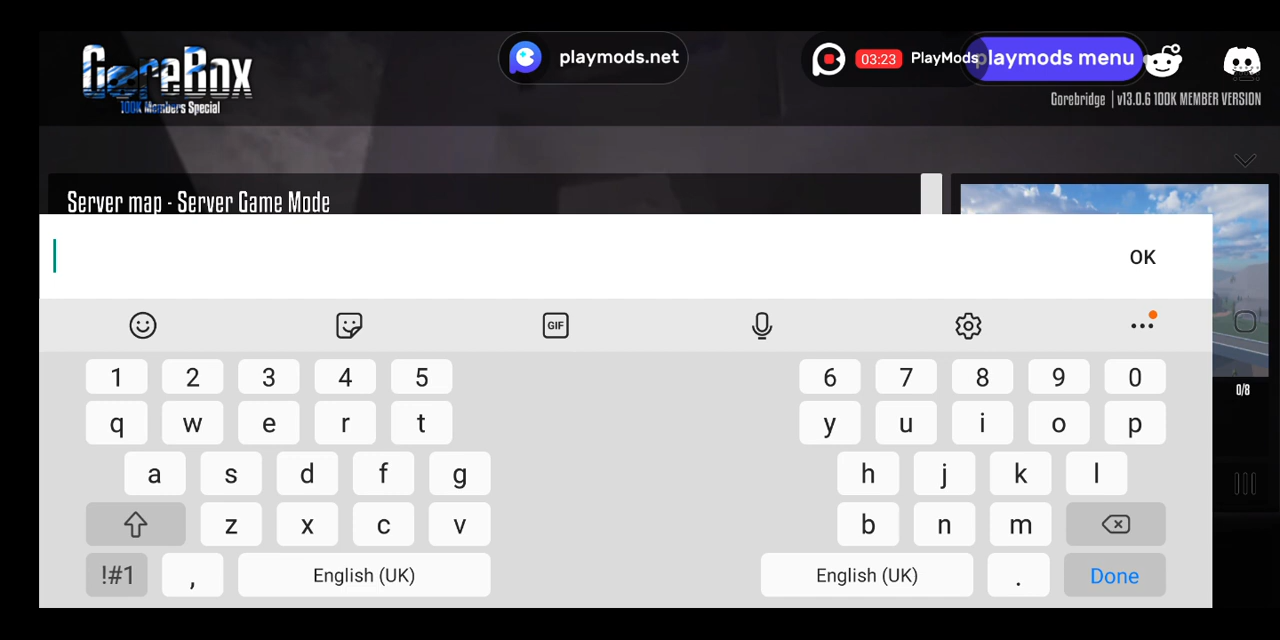 GoreBox
100K Members Special
playmods.net
03:23 PlayMods
playmods menu
Gorebridge | v13.0.6 100K MEMBER VERSION
Server map - Server Game Mode
OK
GIF
1 2 3 4 5 6 7 8 9 0
q w e r t y u i o p
a s d f g h j k l
z x c v b n m
!#1 , English (UK) English (UK) . Done
0/8